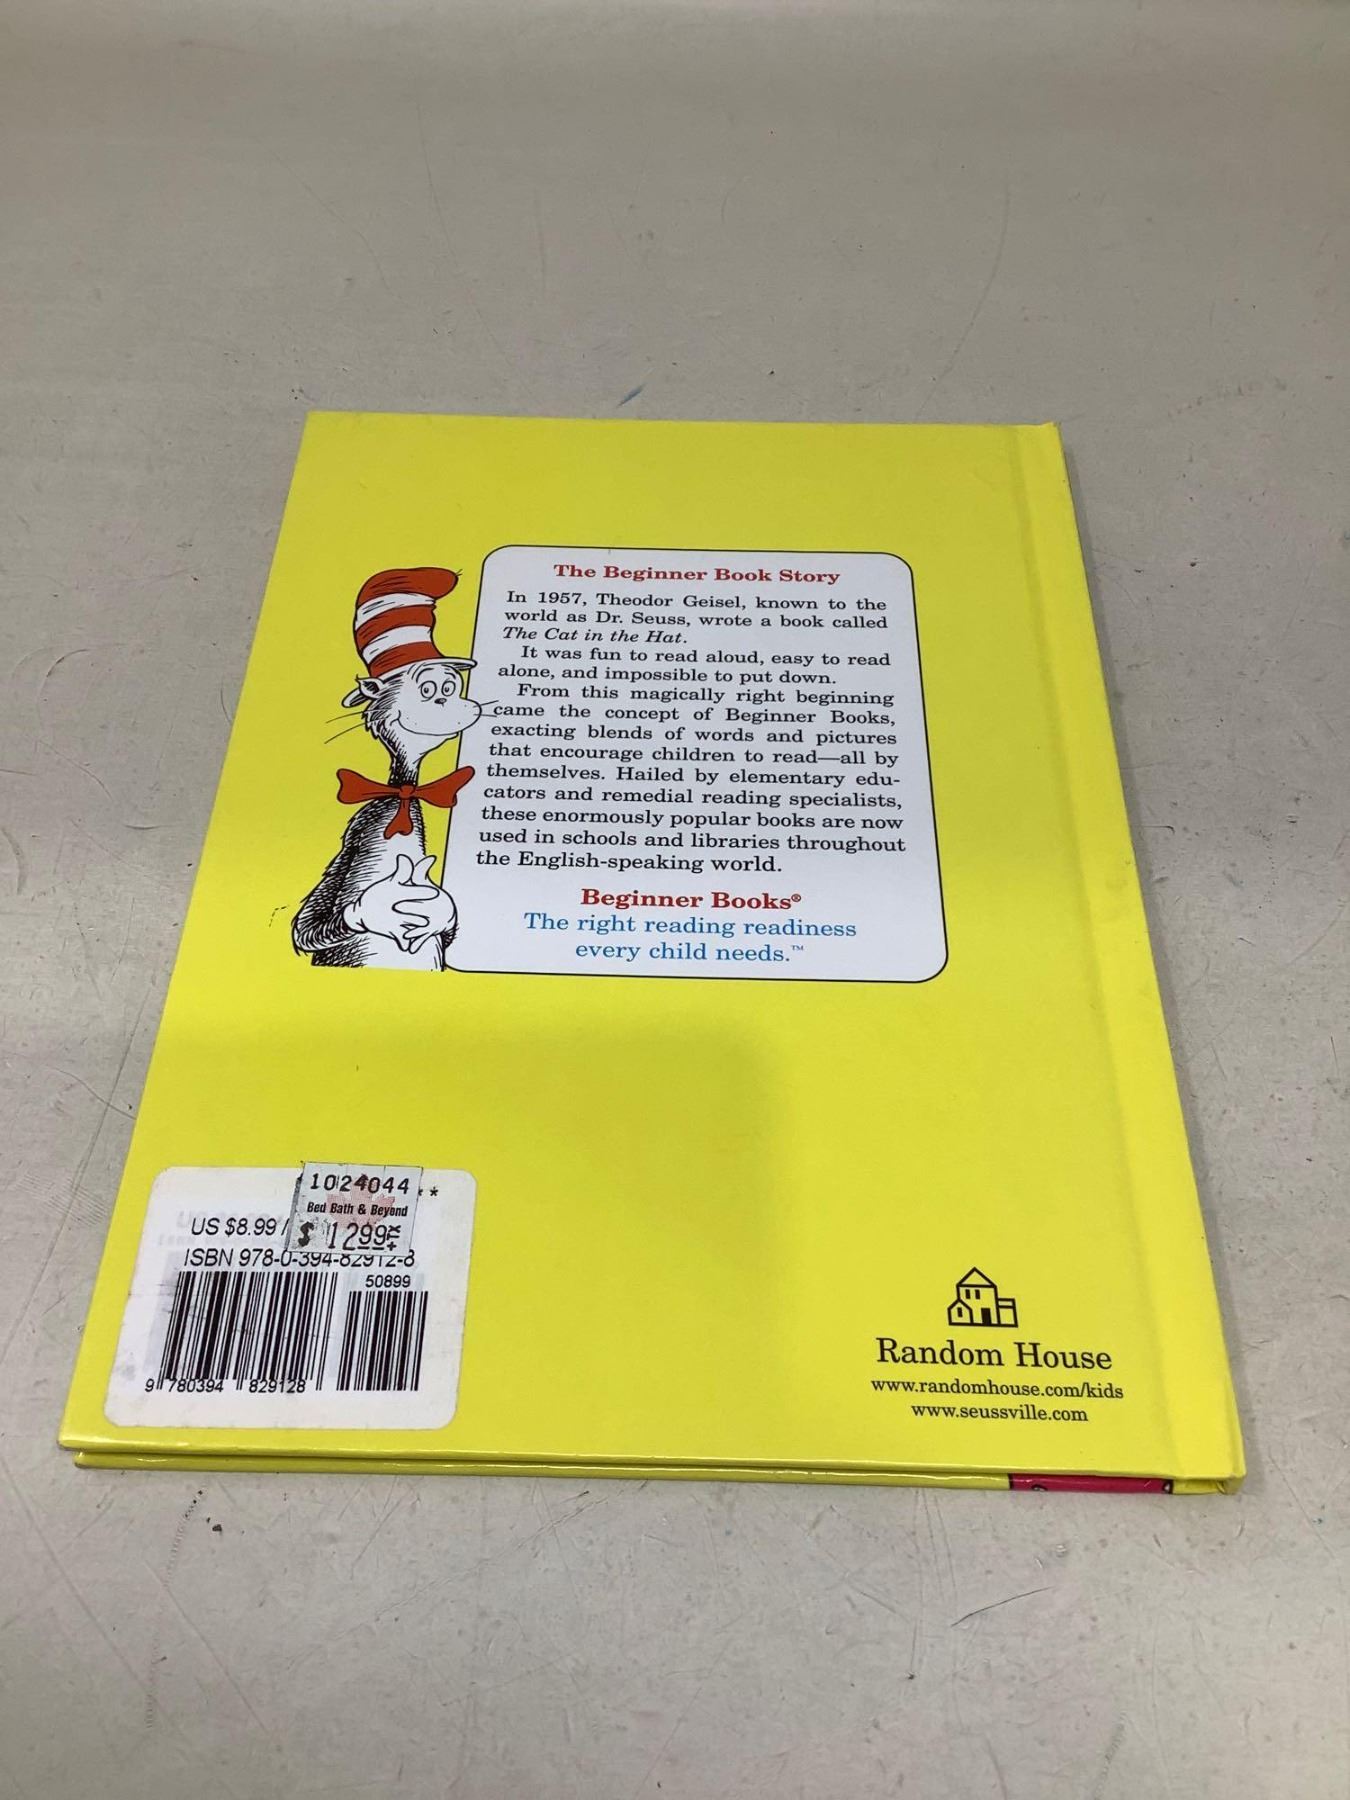 The Beginner Book Story
In 1957, Theodor Geisel, known to the
world as Dr. Seuss, wrote a book called
The Cat in the Hat.
It was fun to read aloud, easy to read
alone, and impossible to put down.
From this magically right beginning
came the concept of Beginner Books,
exacting blends of words and pictures
that encourage children to read—all by
themselves. Hailed by elementary edu-
cators and remedial reading specialists,
these enormously popular books are now
used in schools and libraries throughout
the English-speaking world.
Beginner Books®
The right reading readiness
every child needs.™
1024044
**
Bed Bath & Beyond
US $8.99 /
$ 12.99
ISBN 978-0-394-82912-8
50899
9 780394 829128
Random House
www.randomhouse.com/kids
www.seussville.com